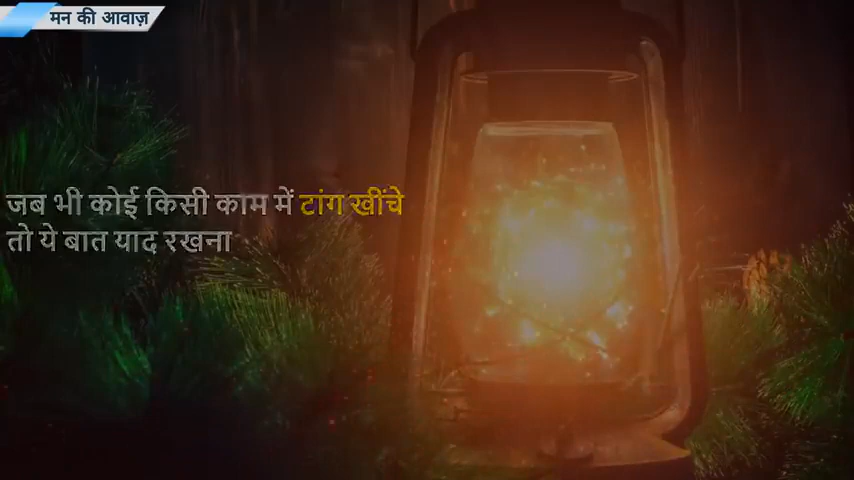 मन की आवाज़
जब भी कोई किसी काम में टांग खींचे
तो ये बात याद रखना